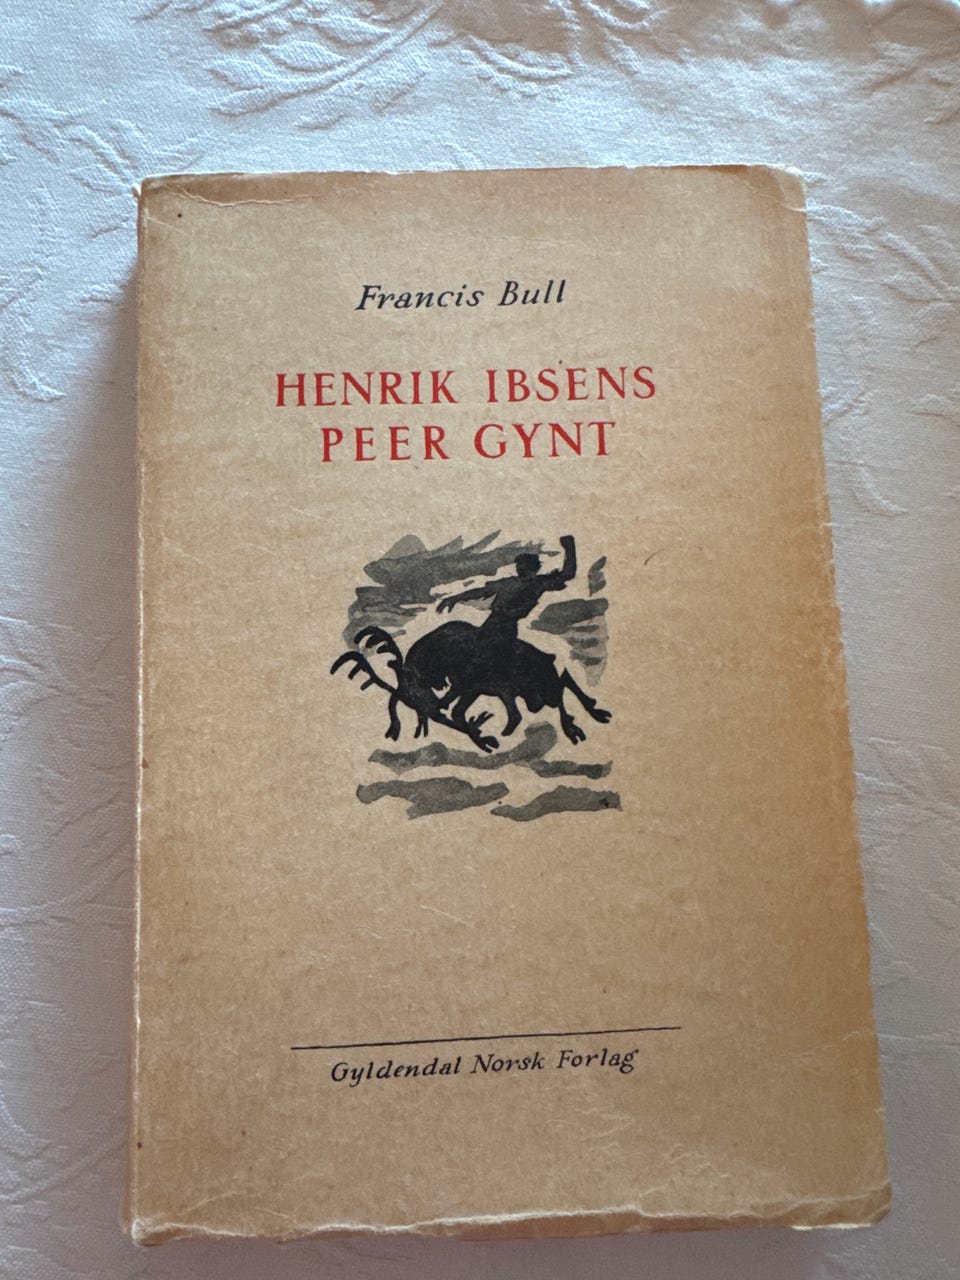 Francis Bull
HENRIK IBSENS
PEER GYNT
Gyldendal Norsk Forlag